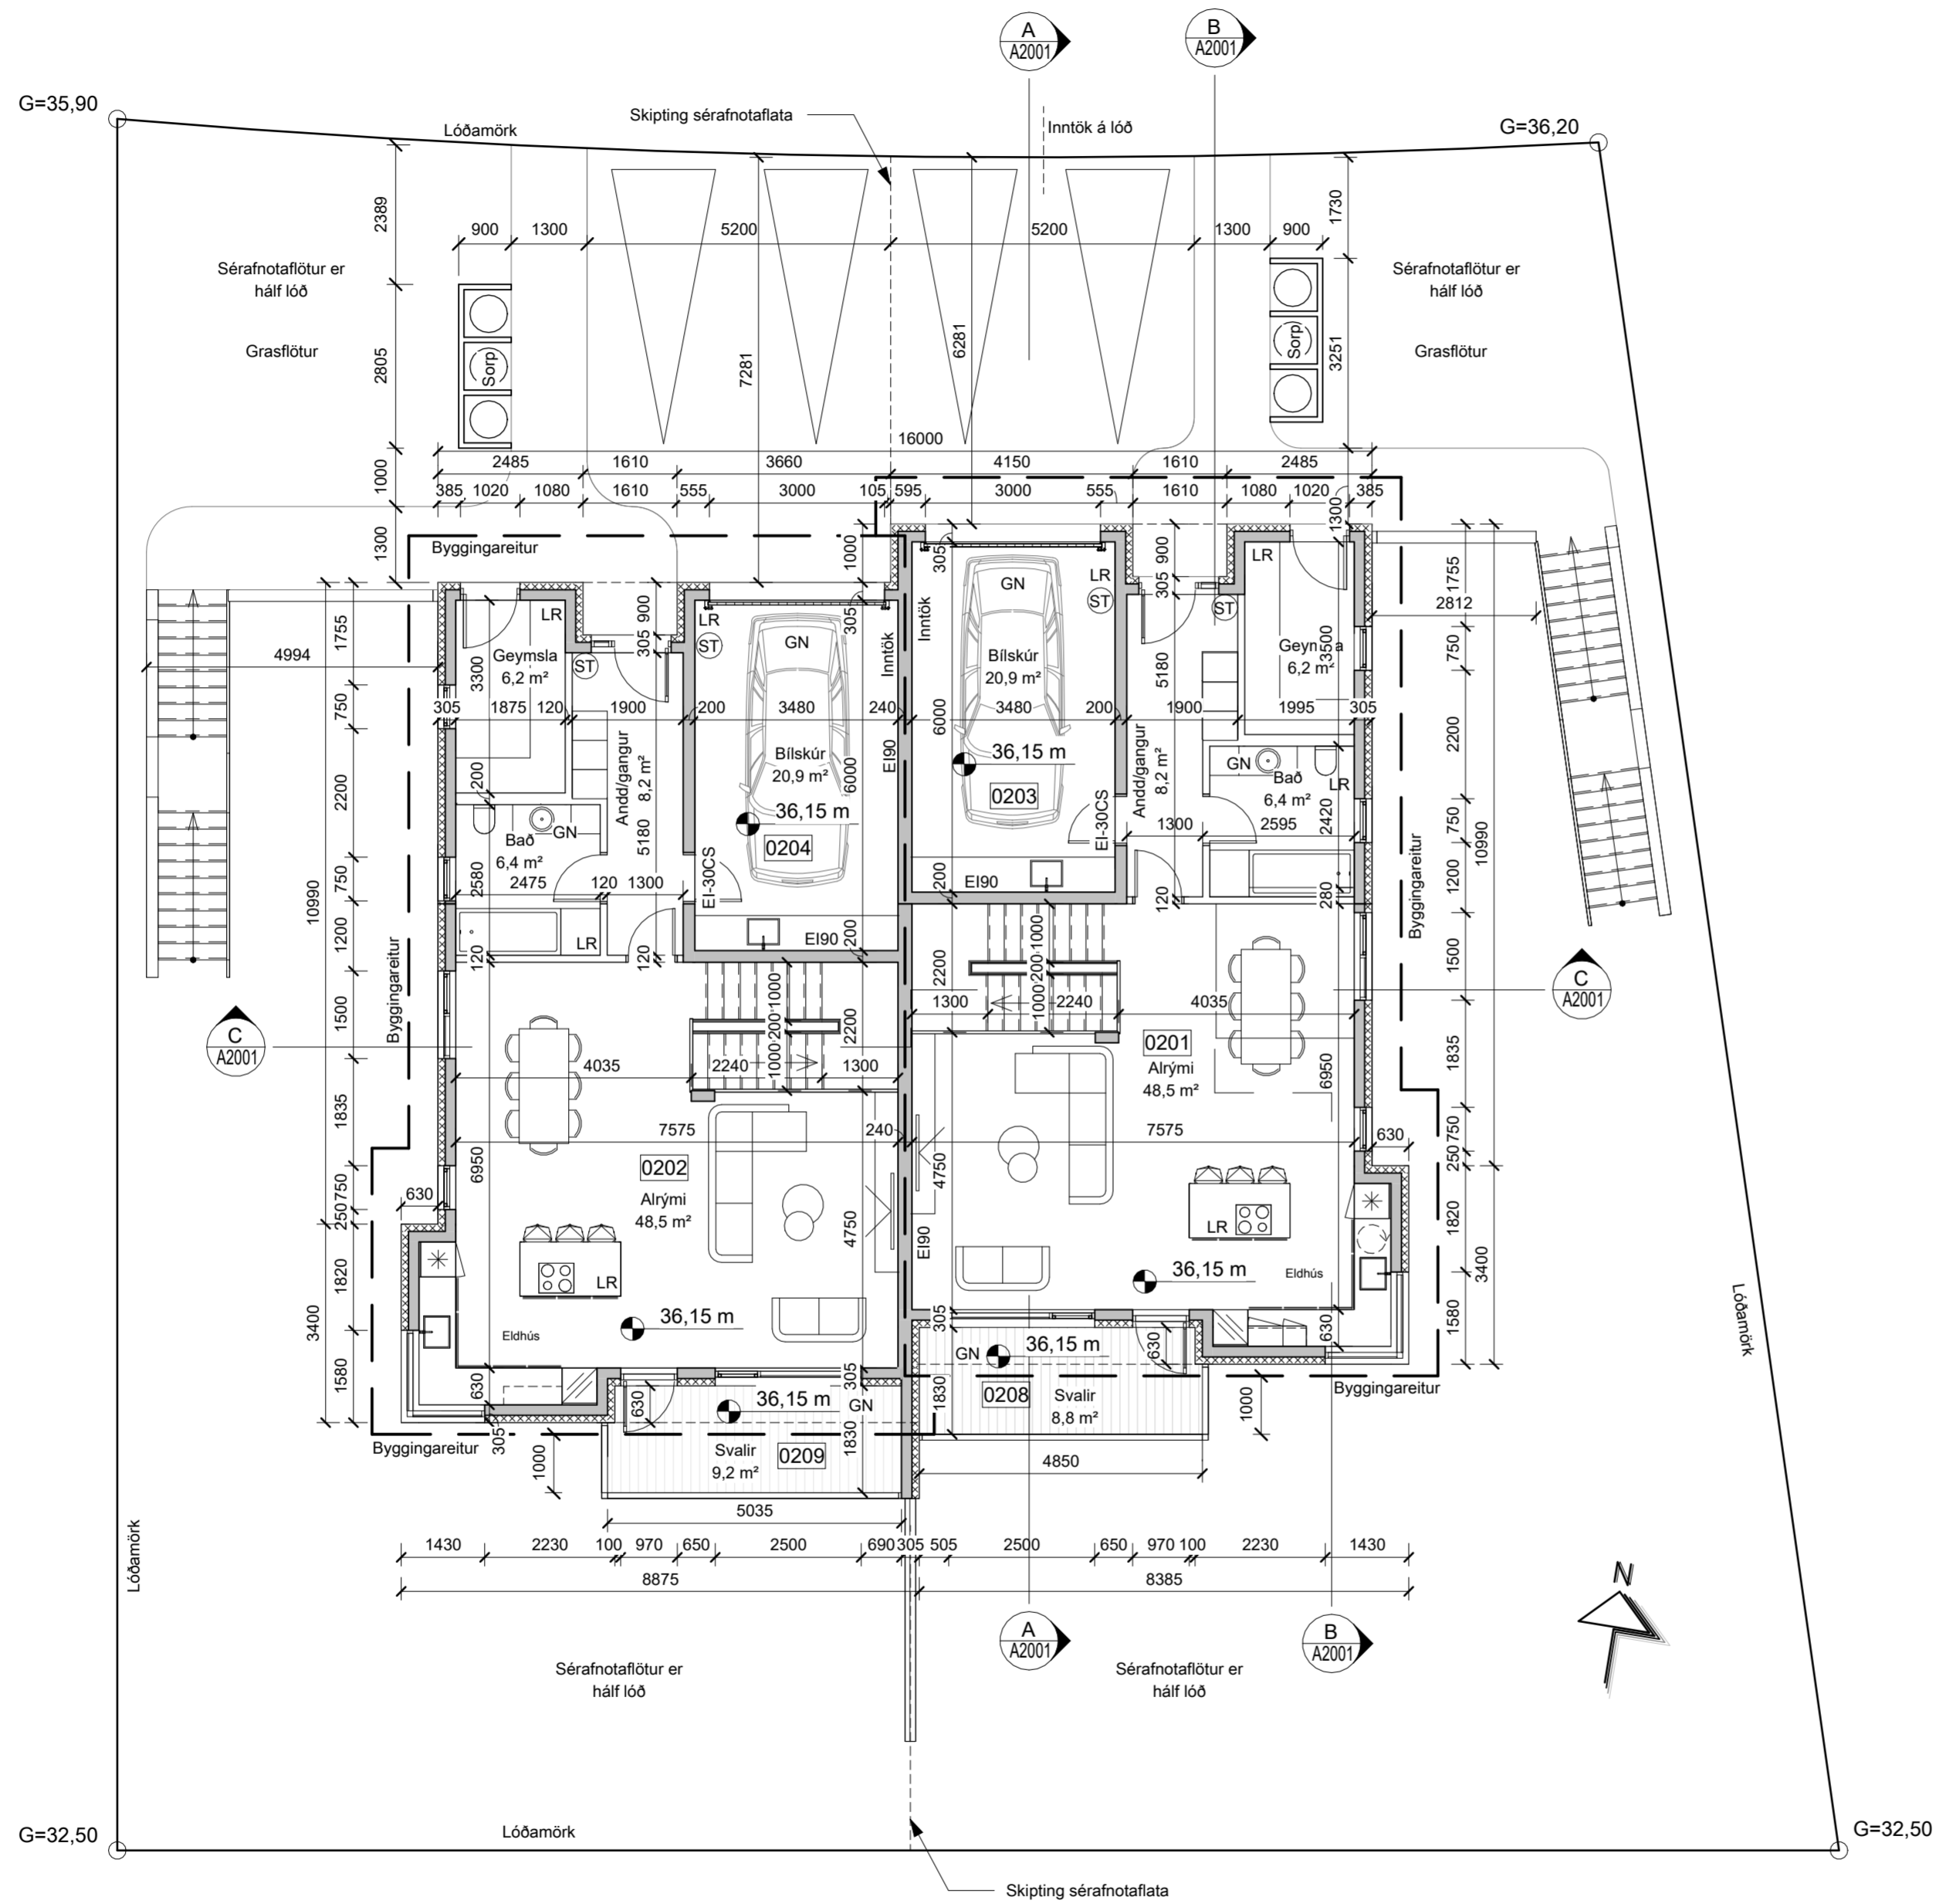 A
A2001
B
A2001
G=35,90
Skipting sérafnotaflata
Lóðamörk
Inntök á lóð
G=36,20
2389
900
1300
5200
5200
1300
900
1730
Sérafnotaflötur er
hálf lóð
Grasflötur
Sérafnotaflötur er
hálf lóð
Grasflötur
2805
Sorp
7281
6281
Sorp
3251
16000
1000
2485
1610
3660
4150
1610
2485
385
1020
1080
1610
555
3000
105
595
3000
555
1610
1080
1020
385
1300
1300
Byggingareitur
1000
305
900
305
LR
GN
LR
ST
ST
1755
2812
4994
1755
750
2200
750
1200
1500
1835
750
250
1820
1580
10990
3400
LR
900
305
LR
ST
GN
305
Inntök
Inntök
Geymsla
6,2 m²
3300
ST
Bílskúr
20,9 m²
5180
6,2 m²
3500
750
305
1875
120
1900
200
3480
240
6000
3480
200
1900
1995
305
Andd/gangur
8,2 m²
Bílskúr
20,9 m²
6000
EI90
36,15 m
0203
Andd/gangur
8,2 m²
GN
Bað
6,4 m²
LR
2420
2200
200
36,15 m
0204
Bað
6,4 m²
GN
5180
EI-30CS
EI-30CS
1300
2595
750
10990
Byggingareitur
2580
2475
120
1300
200
EI90
120
280
1200
LR
EI90
200
120
120
Byggingareitur
1000
200
1000
2200
2200
1000
200
1000
1300
2240
4035
1500
C
A2001
C
A2001
4035
2240
1300
0201
Alrými
48,5 m²
6950
1835
7575
240
7575
630
750
250
6950
0202
Alrými
48,5 m²
4750
4750
630
EI90
LR
1820
3400
LR
36,15 m
Eldhús
36,15 m
Eldhús
1580
Lóðamörk
630
305
305
305
630
36,15 m
GN
GN
36,15 m
630
630
0208
Svalir
8,8 m²
1830
1000
Byggingareitur
Byggingareitur
1000
Svalir
9,2 m²
0209
1830
4850
5035
1430
2230
100
970
650
2500
690
305
505
2500
650
970
100
2230
1430
8875
8385
Lóðamörk
N
A
A2001
B
A2001
Sérafnotaflötur er
hálf lóð
Sérafnotaflötur er
hálf lóð
G=32,50
Lóðamörk
G=32,50
Skipting sérafnotaflata